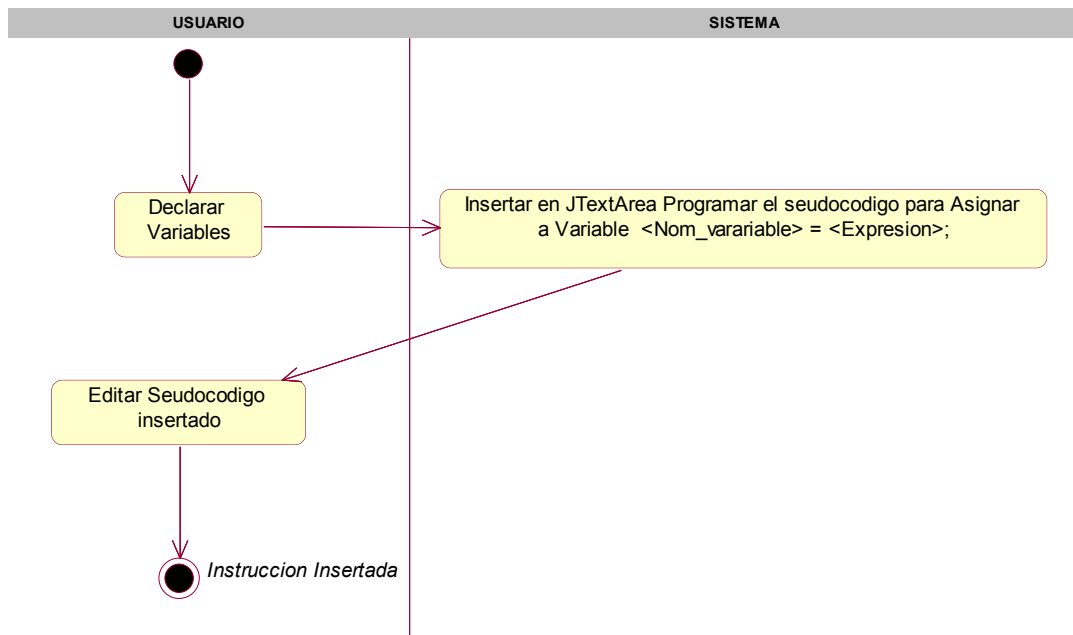 USUARIO
SISTEMA
Declarar
Variables
Insertar en JTextArea Programar el seudocodigo para Asignar
a Variable <Nom_varariable> = <Expresion>;
Editar Seudocodigo
insertado
Instruccion Insertada